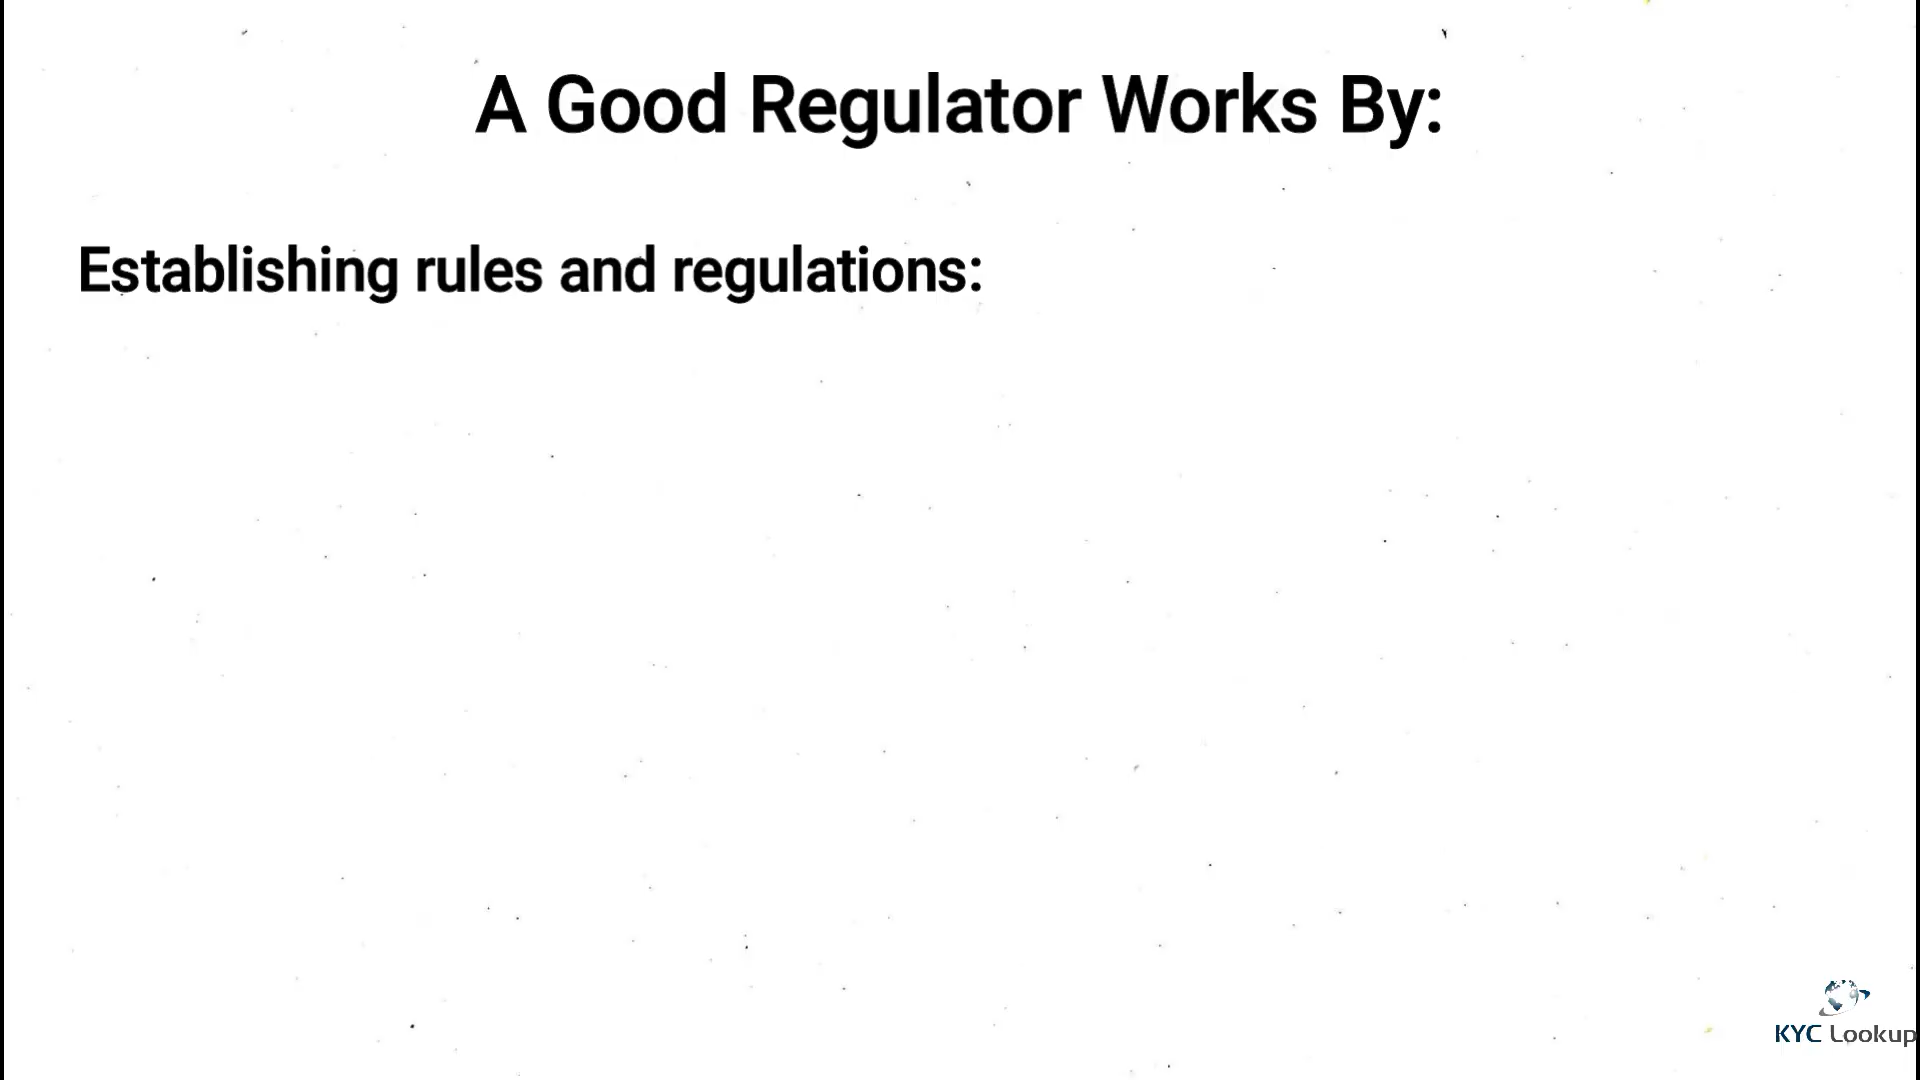 A Good Regulator Works By:
Establishing rules and regulations:
KYC Lookup